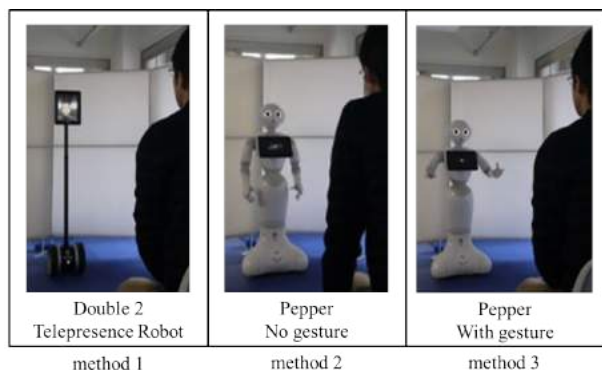 Double 2
Telepresence Robot
Pepper
No gesture
Pepper
With gesture
method 1
method 2
method 3